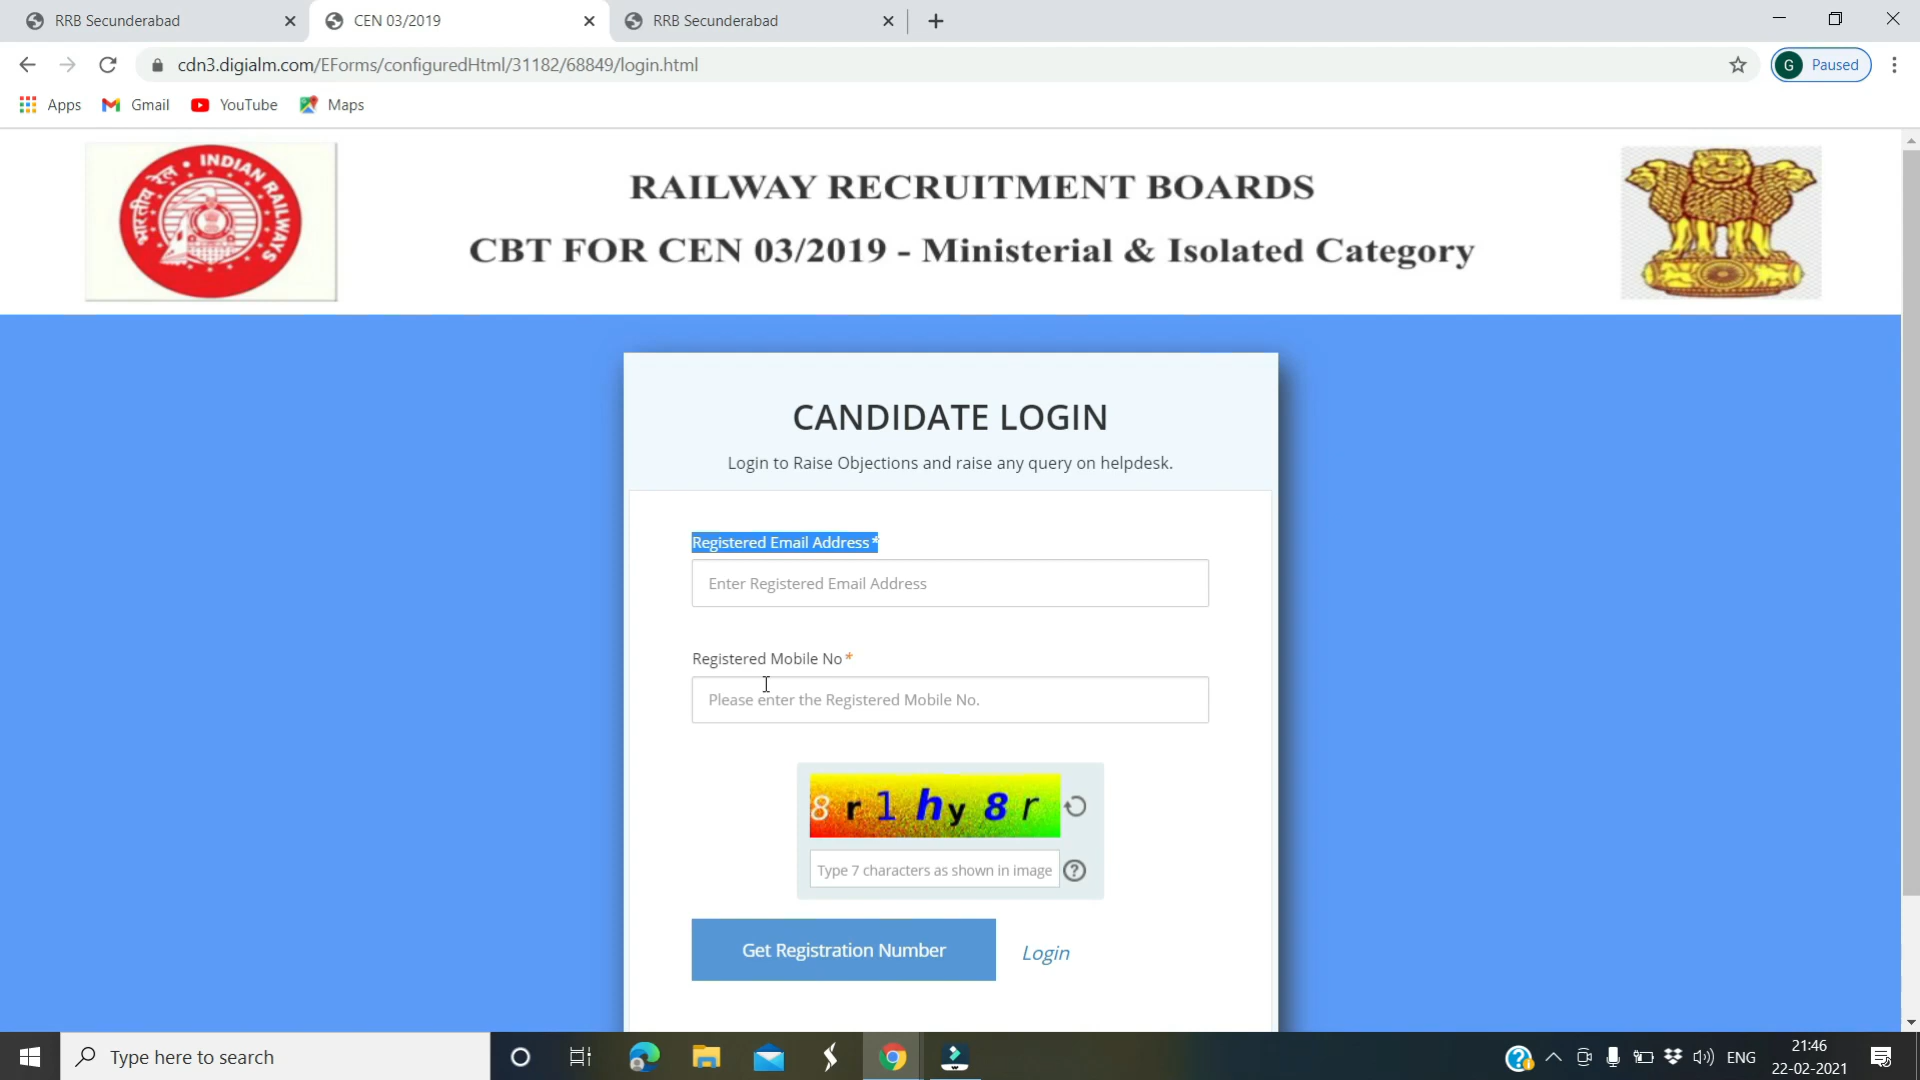 RRB Secunderabad
CEN 03/2019
RRB Secunderabad
cdn3.digialm.com/EForms/configuredHtml/31182/68849/login.html
G Paused
Apps Gmail YouTube Maps
INDIAN RAILWAYS
भारतीय रेल
RAILWAY RECRUITMENT BOARDS
CBT FOR CEN 03/2019 - Ministerial & Isolated Category
CANDIDATE LOGIN
Login to Raise Objections and raise any query on helpdesk.
Registered Email Address*
Enter Registered Email Address
Registered Mobile No*
Please enter the Registered Mobile No.
8 r 1 h y 8 r
Type 7 characters as shown in image
Get Registration Number Login
Type here to search
ENG
21:46
22-02-2021